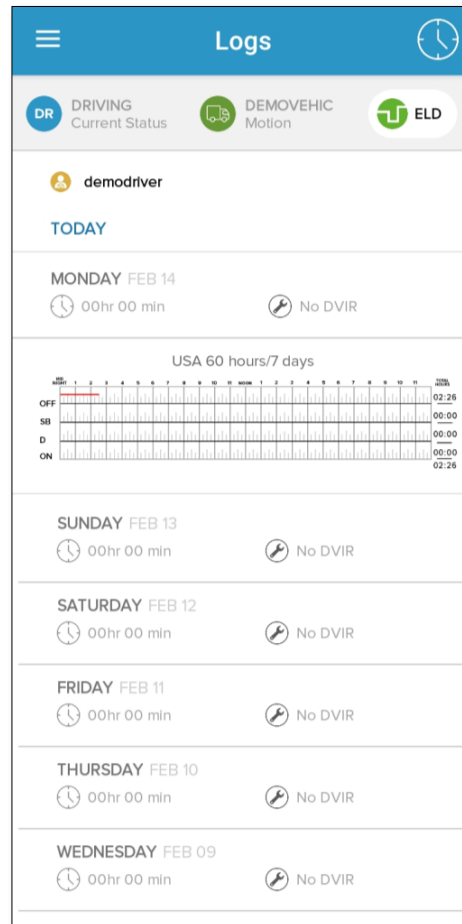 Logs
DR DRIVING DEMOVEHIC ELD
Current Status Motion
demodriver
TODAY
MONDAY FEB 14
00hr 00 min No DVIR
USA 60 hours/7 days
MID NIGHT 1 2 3 4 5 6 7 8 9 10 11 NOON 1 2 3 4 5 6 7 8 9 10 11 TOTAL HOURS
OFF 02:26
SB 00:00
D 00:00
ON 00:00
02:26
SUNDAY FEB 13
00hr 00 min No DVIR
SATURDAY FEB 12
00hr 00 min No DVIR
FRIDAY FEB 11
00hr 00 min No DVIR
THURSDAY FEB 10
00hr 00 min No DVIR
WEDNESDAY FEB 09
00hr 00 min No DVIR